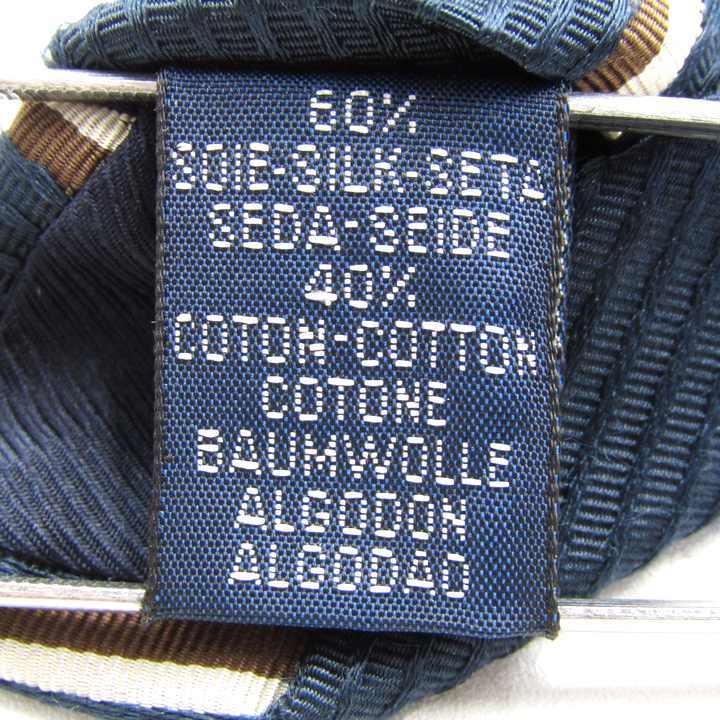 60%
SOIE-SILK-SETA
SEDA-SEIDE
40%
COTON-COTTON
COTONE
BAUMWOLLE
ALGODON
ALGODAO